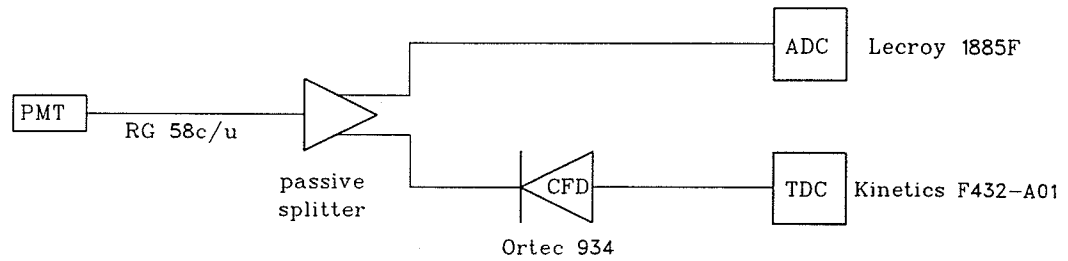 ADC Lecroy 1885F
PMT
RG 58c/u
passive
splitter
CFD
TDC Kinetics F432-A01
Ortec 934